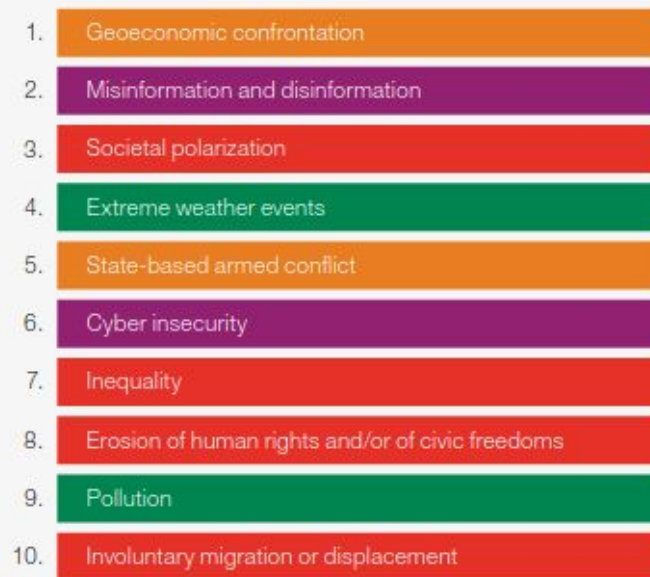 1. Geoeconomic confrontation
2. Misinformation and disinformation
3. Societal polarization
4. Extreme weather events
5. State-based armed conflict
6. Cyber insecurity
7. Inequality
8. Erosion of human rights and/or of civic freedoms
9. Pollution
10. Involuntary migration or displacement